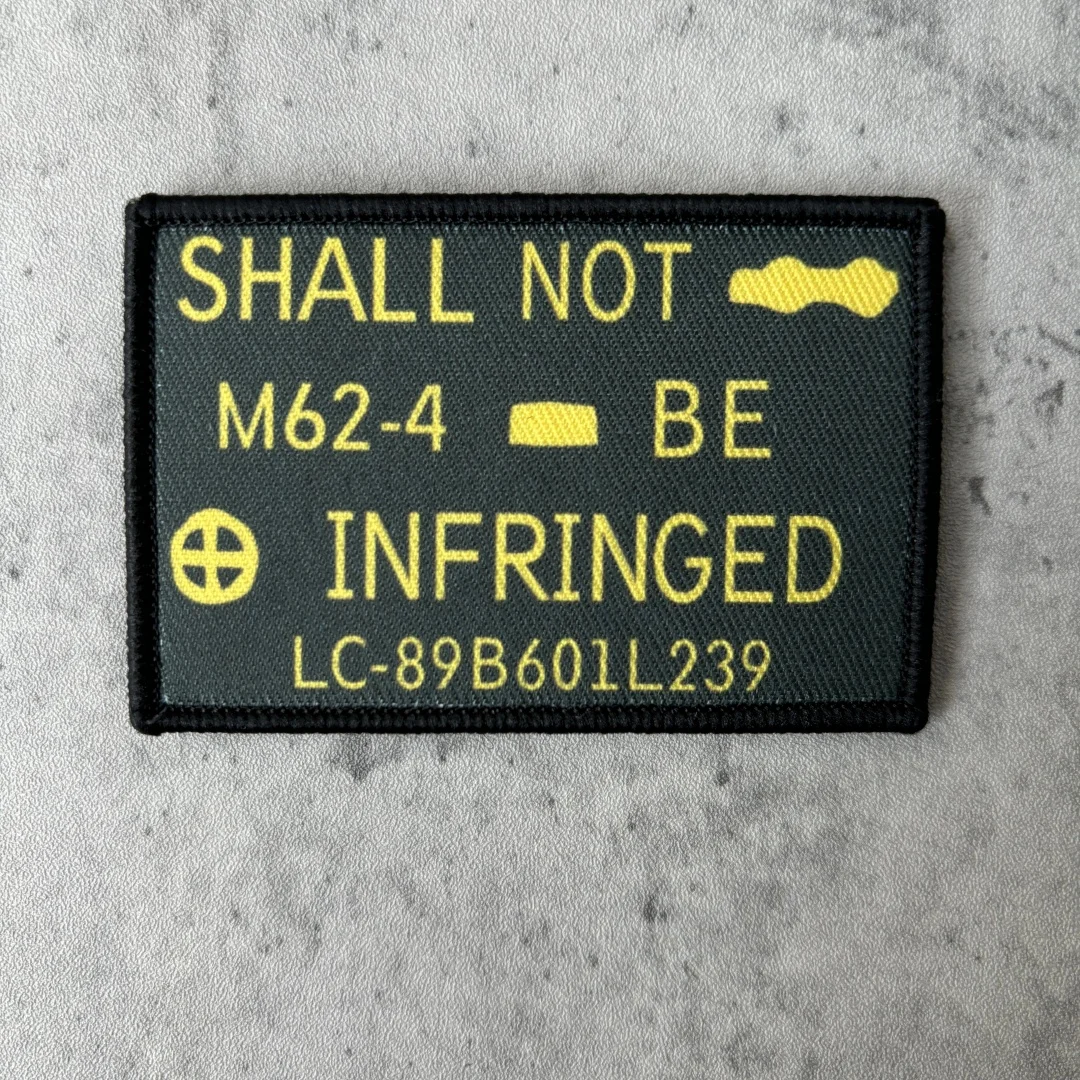 SHALL NOT
M62-4 BE
INFRINGED
LC-89B601L239